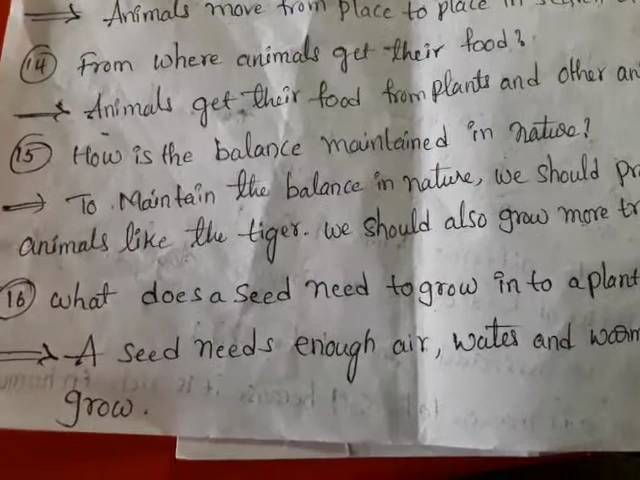 ⇒ Animals move from place to place in
14 From where animals get their food?
→ Animals get their food from plants and other an
15 How is the balance maintained in nature?
⇒ To Maintain the balance in nature, we should pr
animals like the tiger. we should also grow more tr
16 what does a seed need to grow in to a plant
⇒ A seed needs enough air, water and warm
grow.